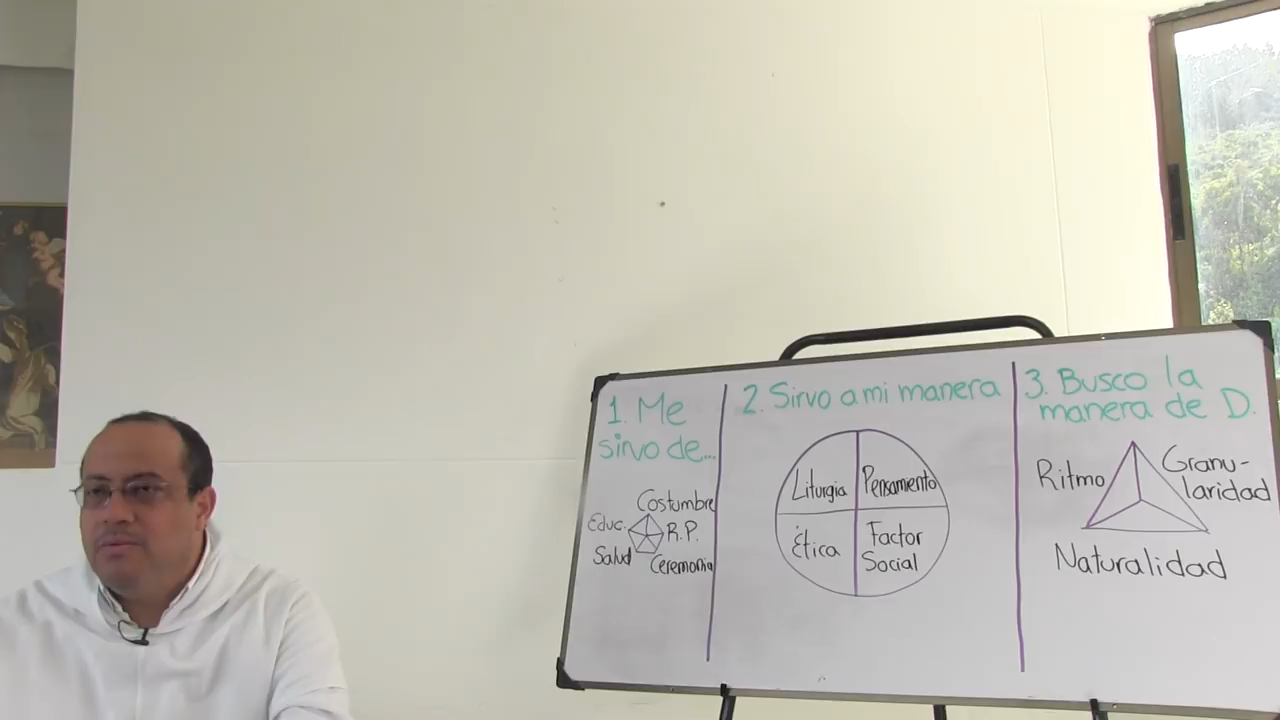 1. Me
sirvo de...
Costumbre
Educ.
R.P.
Salud
Ceremonia
2. Sirvo a mi manera
Liturgia
Pensamiento
Ética
Factor
Social
3. Busco la
manera de D.
Ritmo
Granu-
laridad
Naturalidad